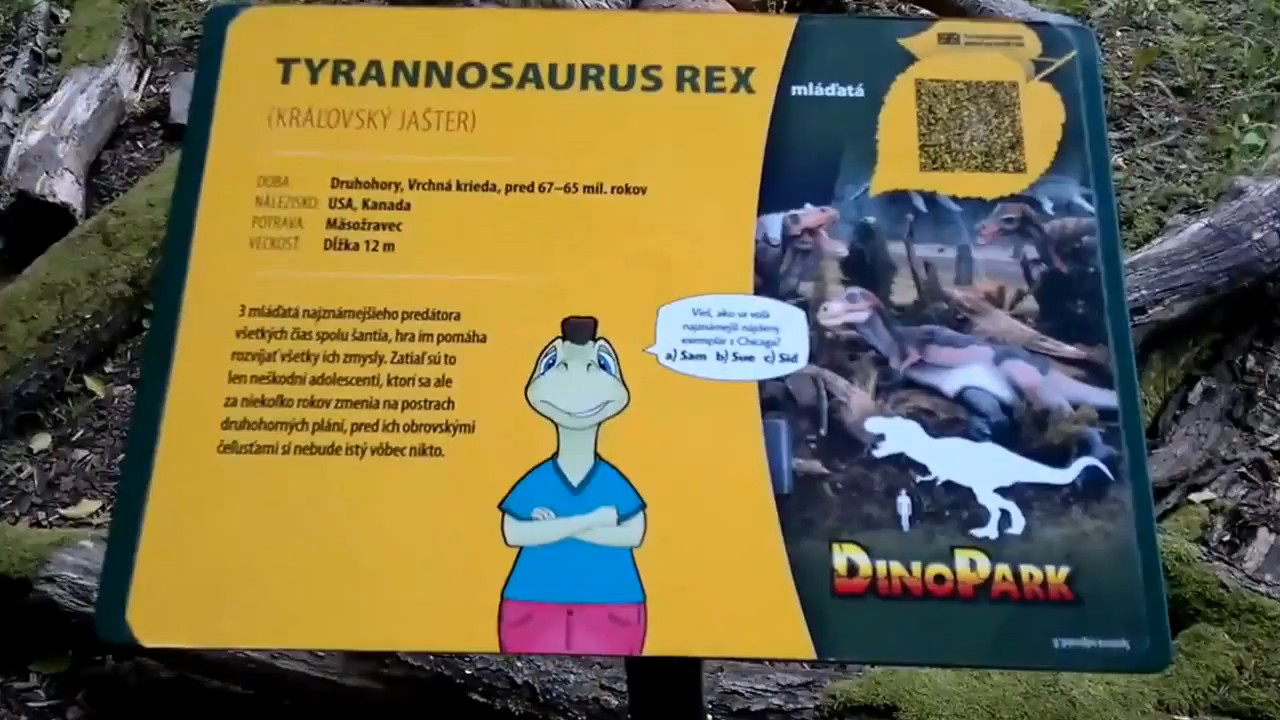 TYRANNOSAURUS REX
(KRÁĽOVSKÝ JAŠTER)
mláďatá
DOBA: Druhohory, Vrchná krieda, pred 67–65 mil. rokov
NÁLEZISKO: USA, Kanada
POTRAVA: Mäsožravec
VEĽKOSŤ: Dĺžka 12 m
3 mláďatá najznámejšieho predátora
všetkých čias spolu šantia, hra im pomáha
rozvíjať všetky ich zmysly. Zatiaľ sú to
len neškodní adolescenti, ktorí sa ale
za niekoľko rokov zmenia na postrach
druhohorných plání, pred ich obrovskými
čeľusťami si nebude istý vôbec nikto.
Vieš, ako sa volá
najznámejší nájdený
exemplár z Chicaga?
a) Sam b) Sue c) Sid
DINOPARK